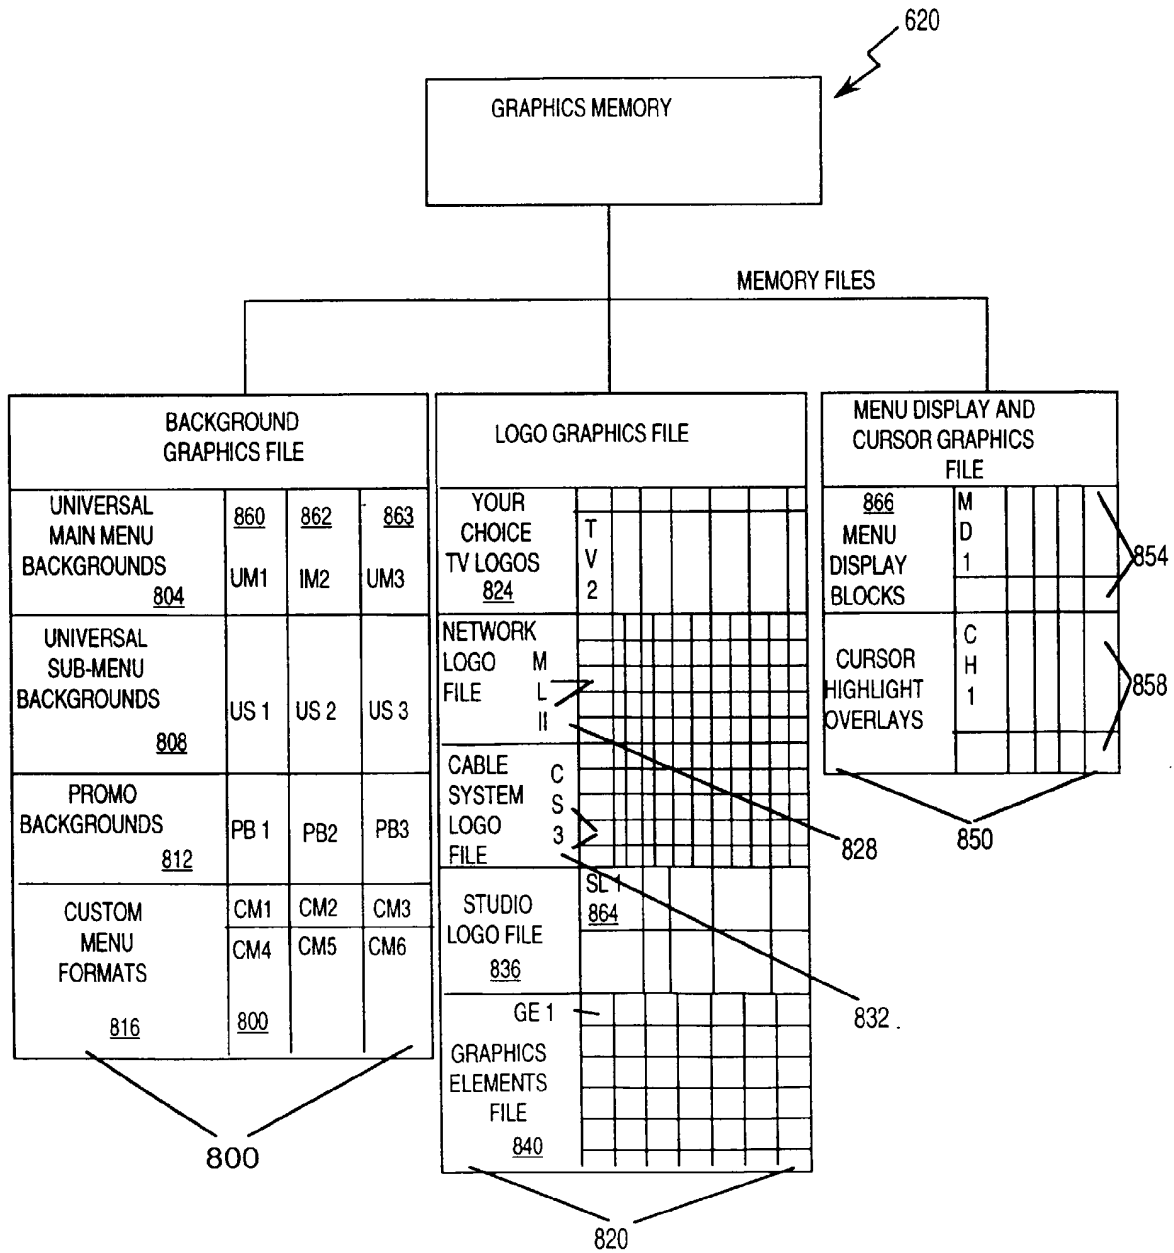 620
GRAPHICS MEMORY
MEMORY FILES
BACKGROUND
GRAPHICS FILE
UNIVERSAL
MAIN MENU
BACKGROUNDS
804
860
862
863
UM1
IM2
UM3
UNIVERSAL
SUB-MENU
BACKGROUNDS
808
US 1
US 2
US 3
PROMO
BACKGROUNDS
812
PB 1
PB2
PB3
CUSTOM
MENU
FORMATS
816
CM1
CM2
CM3
CM4
CM5
CM6
800
800
LOGO GRAPHICS FILE
YOUR
CHOICE
TV LOGOS
824
T
V
2
NETWORK
LOGO
FILE
M
L
II
CABLE
SYSTEM
LOGO
FILE
C
S
3
828
STUDIO
LOGO FILE
836
SL 1
864
832
GE 1
GRAPHICS
ELEMENTS
FILE
840
820
MENU DISPLAY AND
CURSOR GRAPHICS
FILE
866
MENU
DISPLAY
BLOCKS
M
D
1
854
CURSOR
HIGHLIGHT
OVERLAYS
C
H
1
858
850